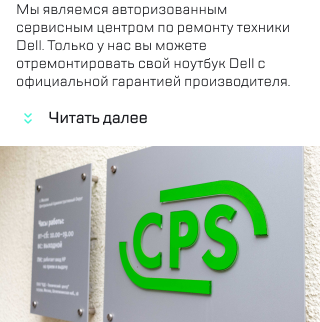 Мы являемся авторизованным
сервисным центром по ремонту техники
Dell. Только у нас вы можете
отремонтировать свой ноутбук Dell с
официальной гарантией производителя.
Читать далее
Часы работы:
пт-сб: 10.00-19.00
вс: выходной
CPS